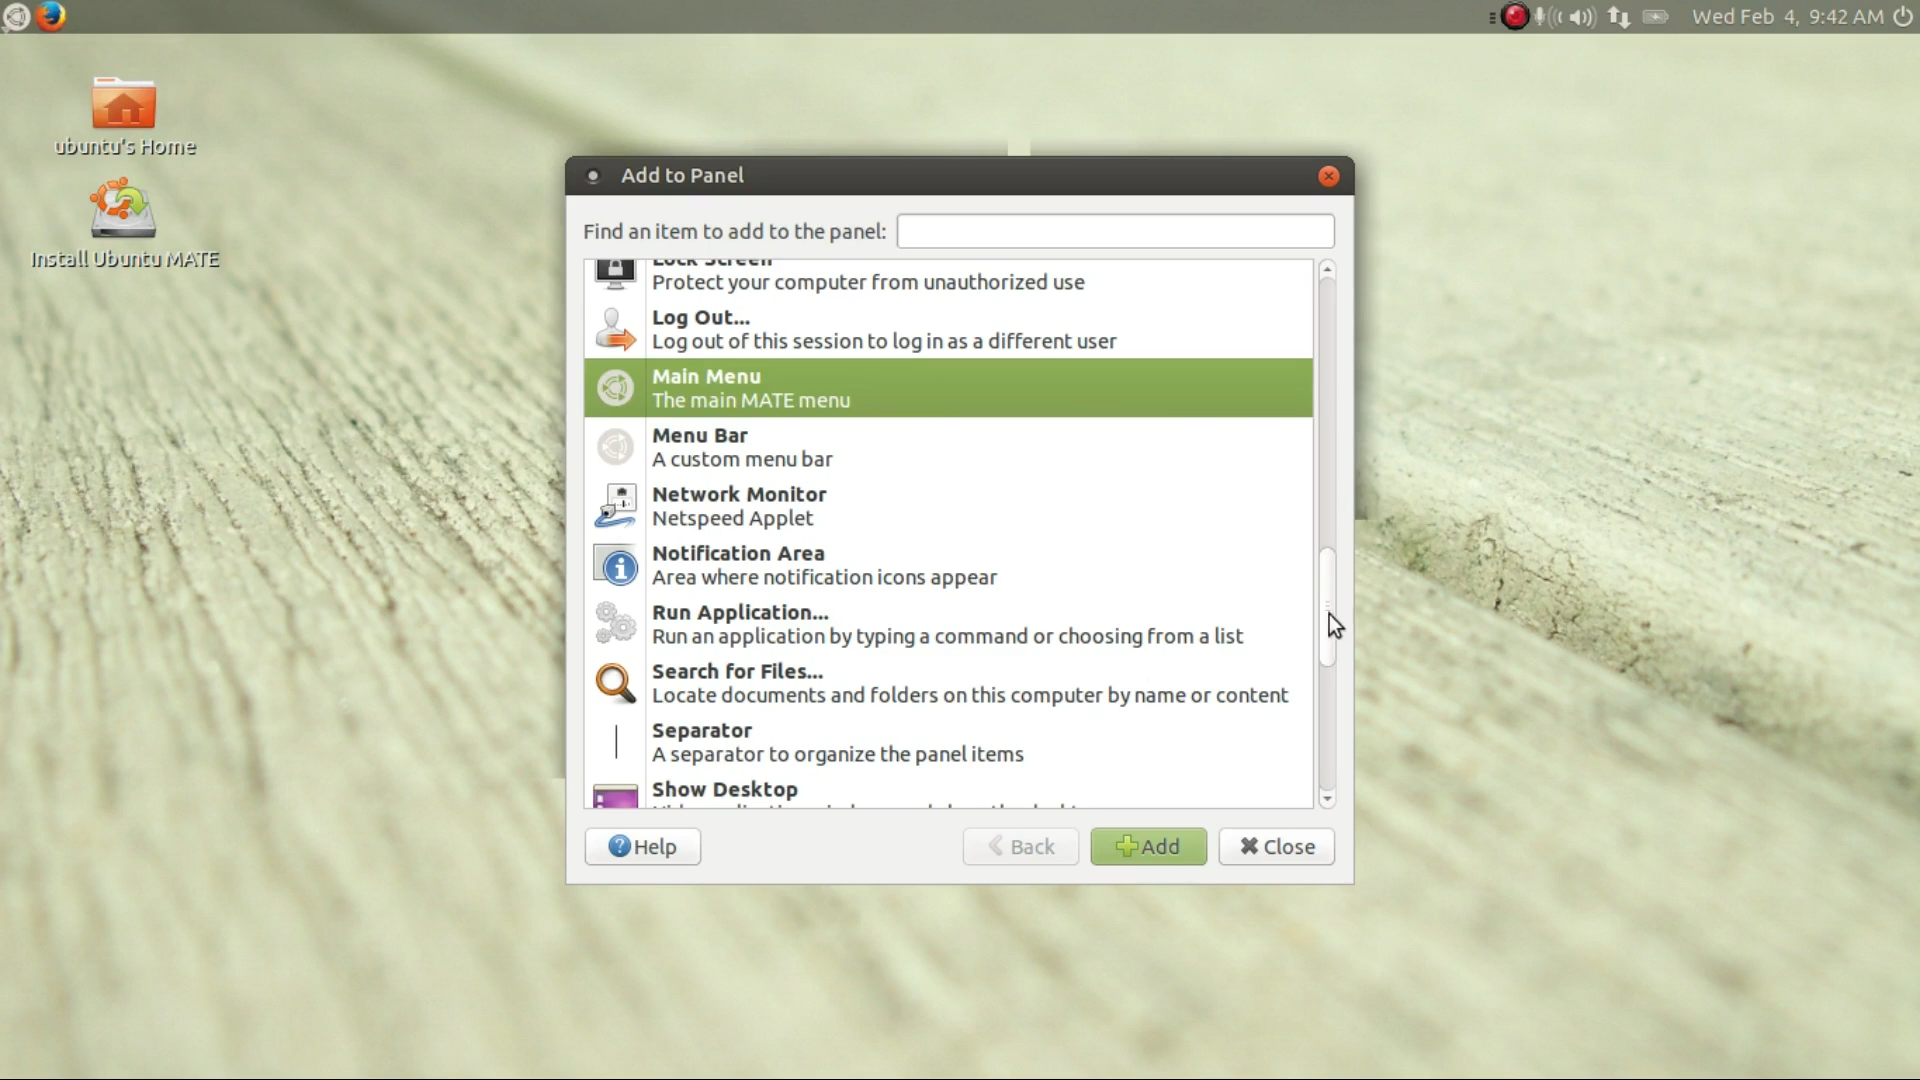 Wed Feb 4, 9:42 AM
ubuntu's Home
Install Ubuntu MATE
Add to Panel
Find an item to add to the panel:
Lock Screen
Protect your computer from unauthorized use
Log Out...
Log out of this session to log in as a different user
Main Menu
The main MATE menu
Menu Bar
A custom menu bar
Network Monitor
Netspeed Applet
Notification Area
Area where notification icons appear
Run Application...
Run an application by typing a command or choosing from a list
Search for Files...
Locate documents and folders on this computer by name or content
Separator
A separator to organize the panel items
Show Desktop
Help
Back
Add
Close